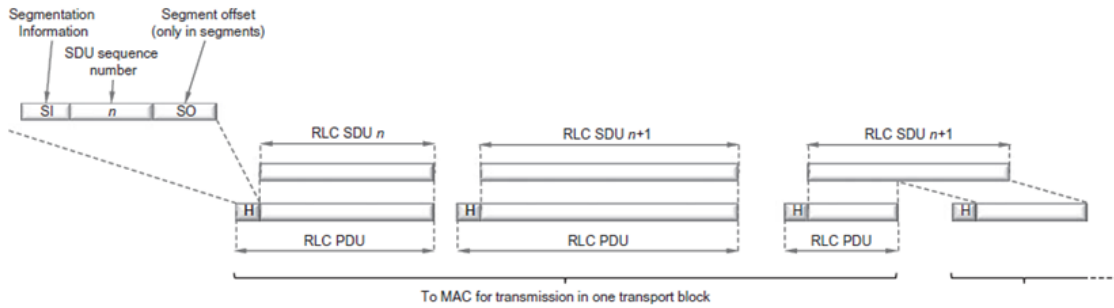 Segmentation
Information
Segment offset
(only in segments)
SDU sequence
number
SI n SO
RLC SDU n RLC SDU n+1 RLC SDU n+1
H H H H
RLC PDU RLC PDU RLC PDU
To MAC for transmission in one transport block